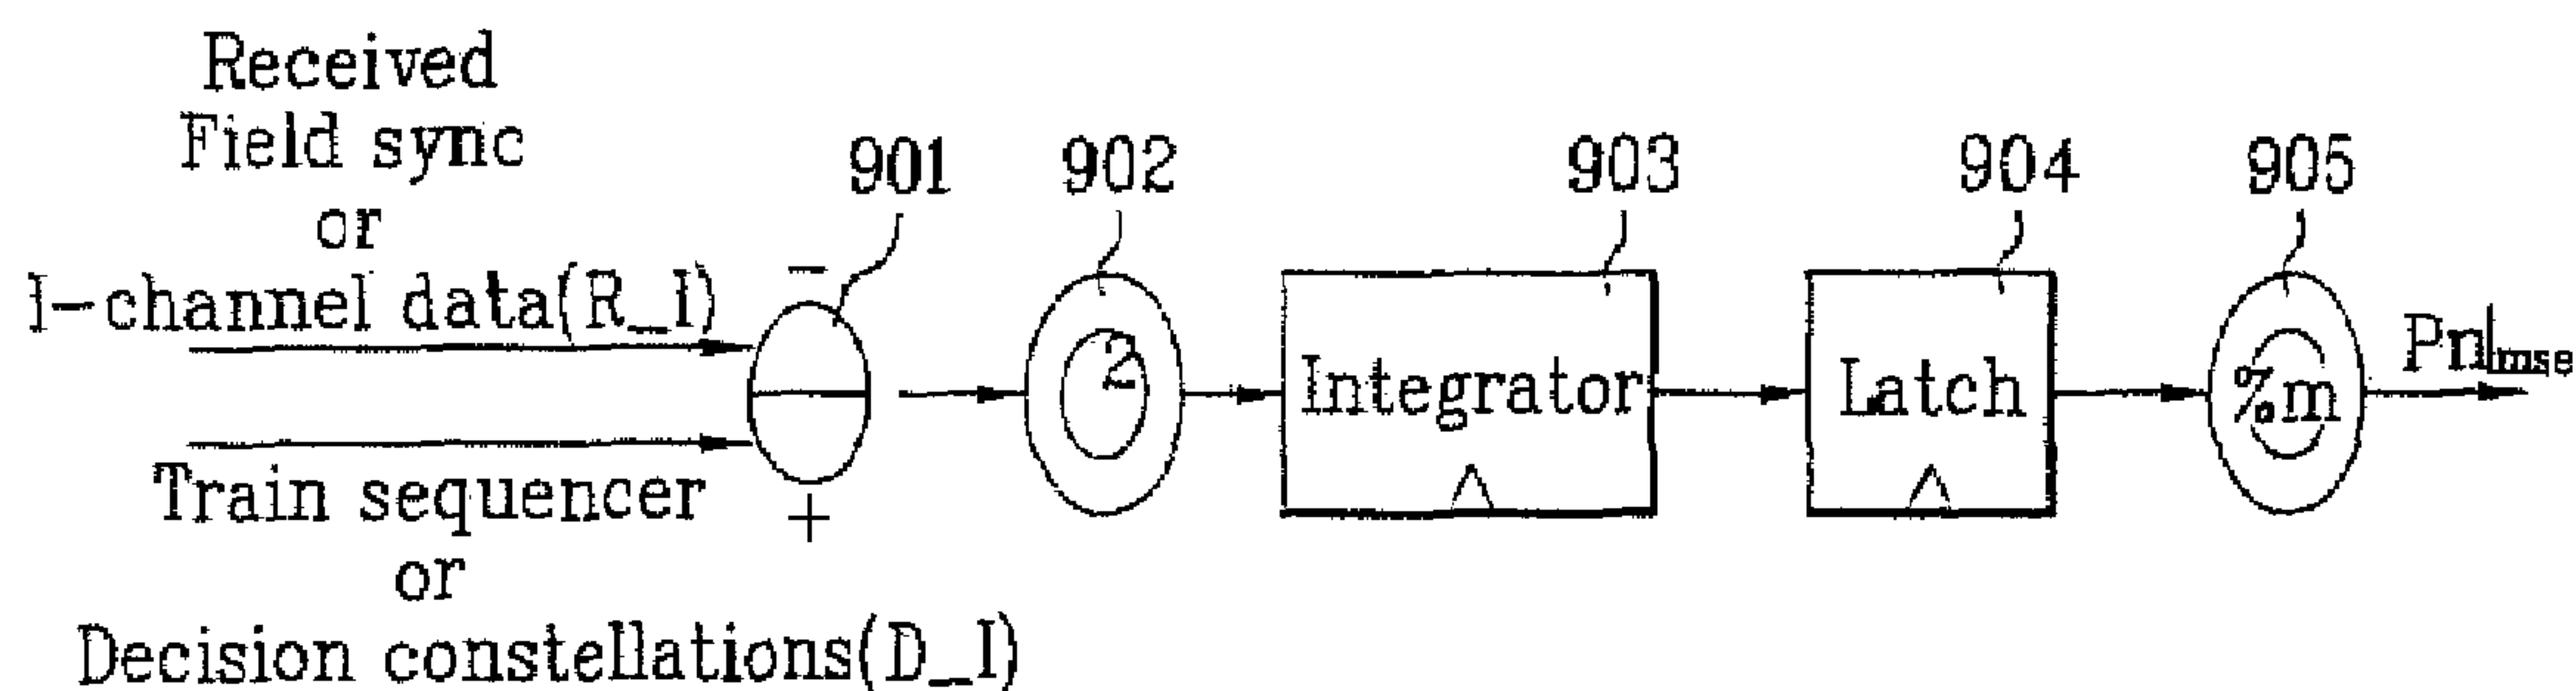 Received
Field sync
or
I-channel data(R_I)
901
902
903
904
905
−
2
Integrator
Latch
%m
Pn|mse
Train sequencer
+
or
Decision constellations(D_I)